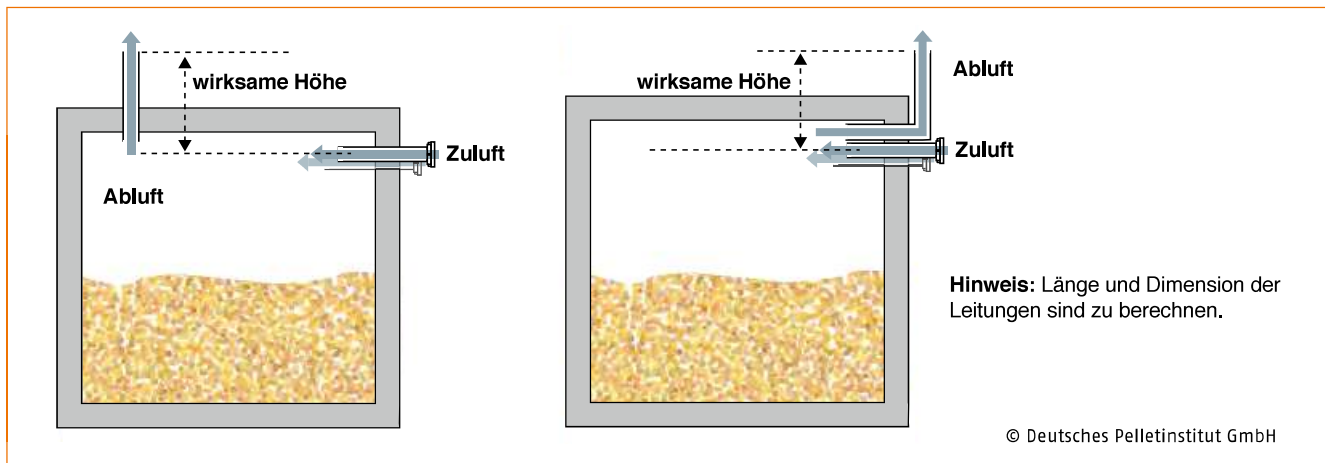 wirksame Höhe
Zuluft
Abluft
wirksame Höhe
Abluft
Zuluft
Hinweis: Länge und Dimension der
Leitungen sind zu berechnen.
© Deutsches Pelletinstitut GmbH